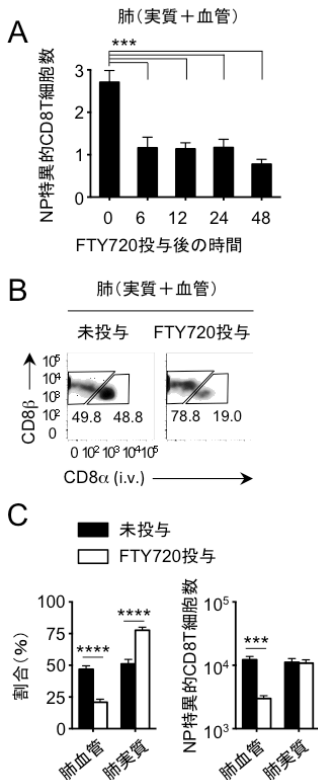 A
肺(実質+血管)
***
NP特異的CD8T細胞数
3
2
1
0
0 6 12 24 48
FTY720投与後の時間
B
肺(実質+血管)
未投与 FTY720投与
CD8β
10⁵
10⁴
10³
10²
0
49.8 48.8 78.8 19.0
0 10² 10³ 10⁴ 10⁵
CD8α (i.v.)
C
未投与
FTY720投与
割合(%)
100
75
50
25
0
**** ****
肺血管 肺実質
NP特異的CD8T細胞数
10⁵
10⁴
10³
***
肺血管 肺実質